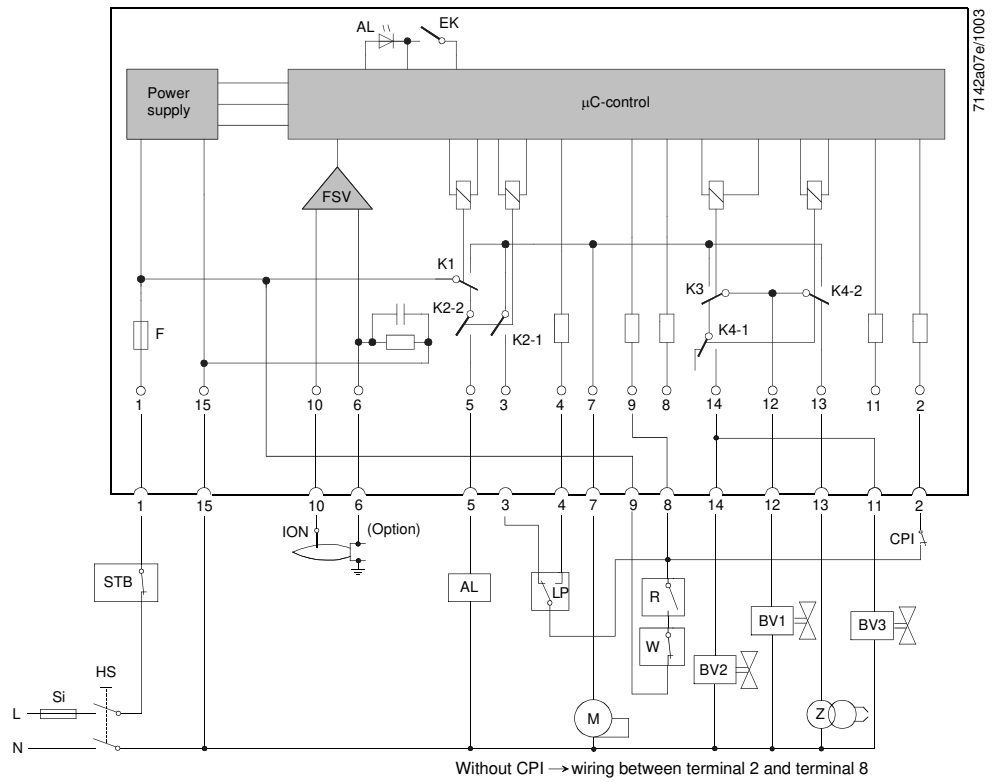 7142a07e/1003
AL
EK
Power
supply
µC-control
FSV
K1
K2-2
K2-1
K3
K4-2
K4-1
F
1 15 10 6 5 3 4 7 9 8 14 12 13 11 2
1 15 10 6 5 3 4 7 9 8 14 12 13 11 2
ION
(Option)
CPI
STB
AL
LP
R
W
BV1
BV3
BV2
HS
Si
L
M
Z
N
Without CPI → wiring between terminal 2 and terminal 8